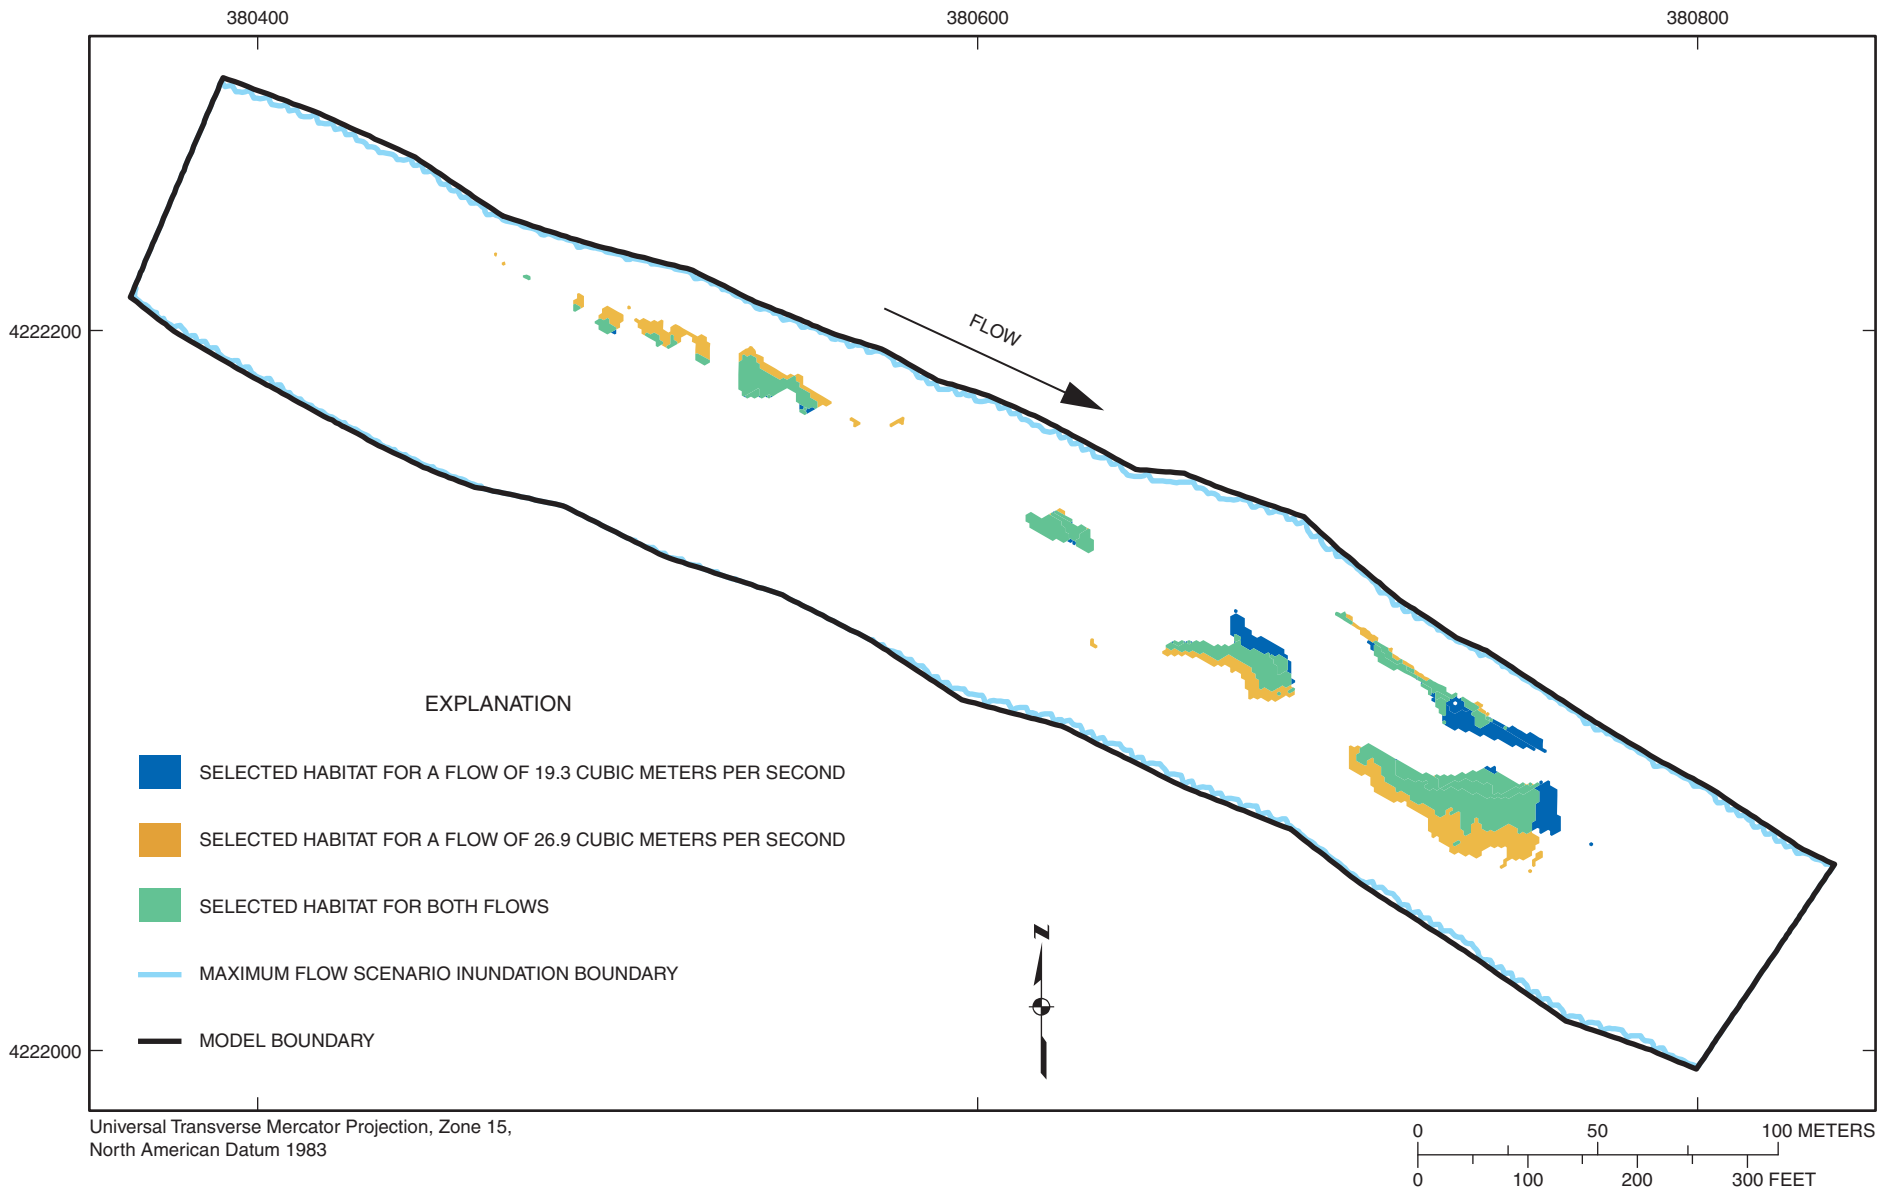 380400
380600
380800
4222200
FLOW
EXPLANATION
SELECTED HABITAT FOR A FLOW OF 19.3 CUBIC METERS PER SECOND
SELECTED HABITAT FOR A FLOW OF 26.9 CUBIC METERS PER SECOND
SELECTED HABITAT FOR BOTH FLOWS
MAXIMUM FLOW SCENARIO INUNDATION BOUNDARY
MODEL BOUNDARY
N
4222000
Universal Transverse Mercator Projection, Zone 15,
North American Datum 1983
0 50 100 METERS
0 100 200 300 FEET